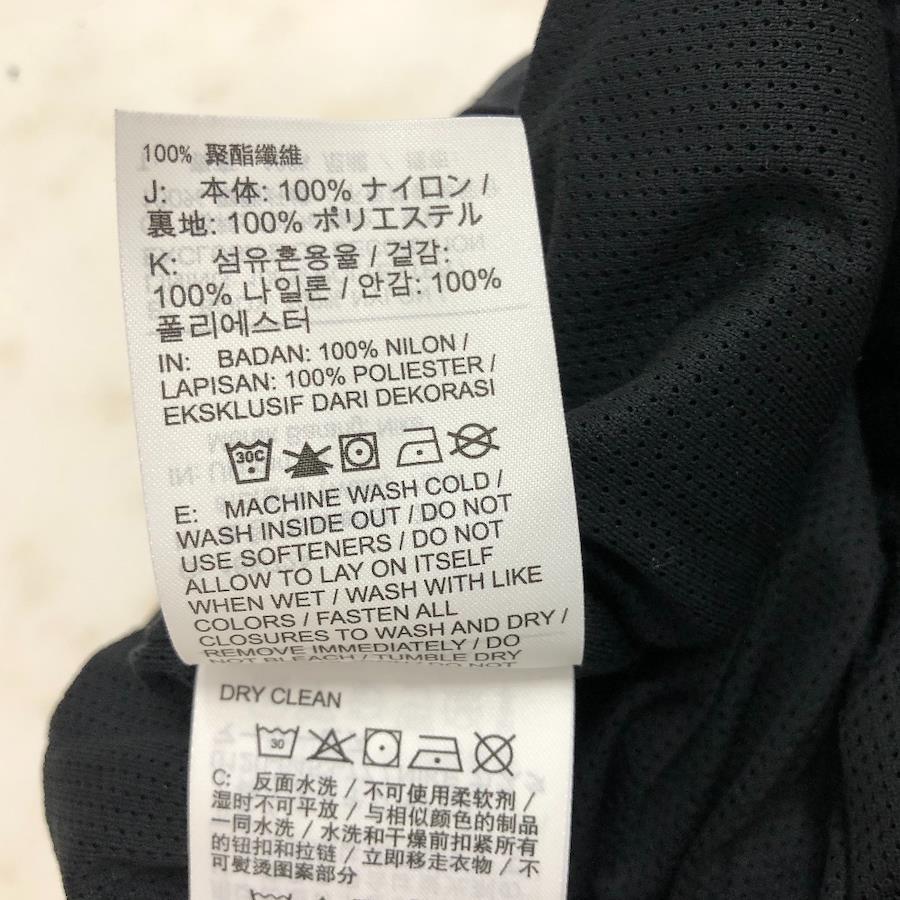 100% 聚酯纖維
J: 本体: 100% ナイロン /
裏地: 100% ポリエステル
K: 섬유혼용율 / 겉감:
100% 나일론 / 안감: 100%
폴리에스터
IN: BADAN: 100% NILON /
LAPISAN: 100% POLIESTER /
EKSKLUSIF DARI DEKORASI
30C
E: MACHINE WASH COLD /
WASH INSIDE OUT / DO NOT
USE SOFTENERS / DO NOT
ALLOW TO LAY ON ITSELF
WHEN WET / WASH WITH LIKE
COLORS / FASTEN ALL
CLOSURES TO WASH AND DRY /
REMOVE IMMEDIATELY / DO
NOT BLEACH / TUMBLE DRY
/ DO NOT
DRY CLEAN
30
C: 反面水洗 / 不可使用柔软剂 /
湿时不可平放 / 与相似颜色的制品
一同水洗 / 水洗和干燥前扣紧所有
的钮扣和拉链 / 立即移走衣物 / 不
可熨烫图案部分